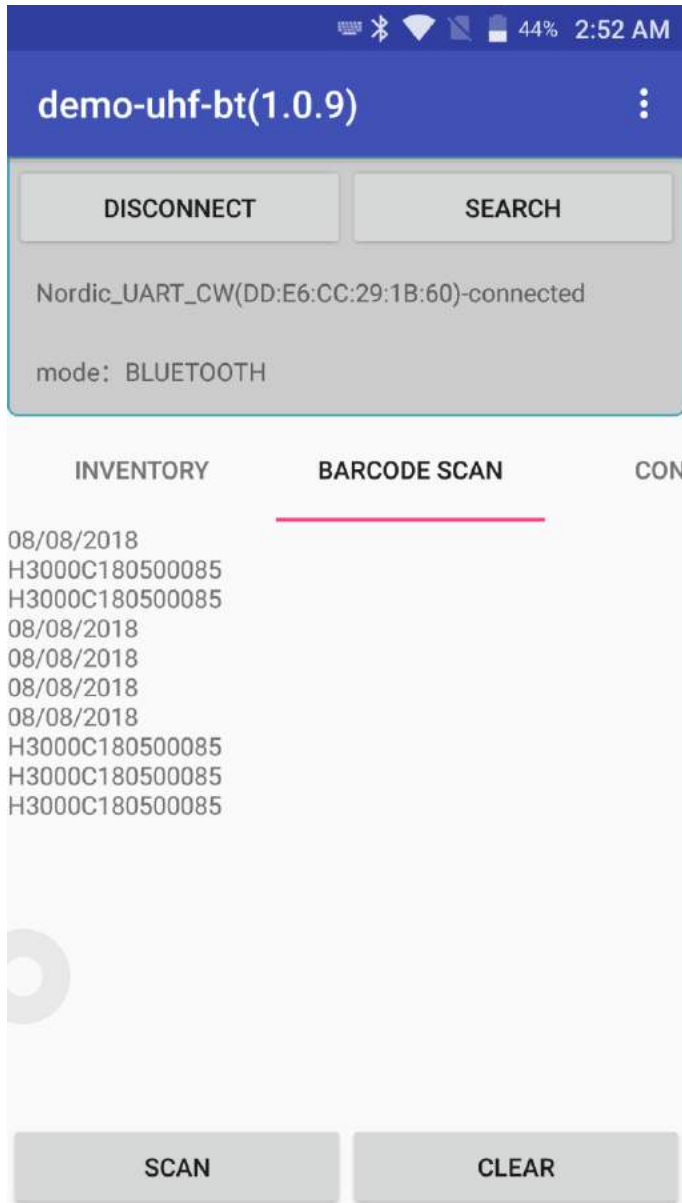 44% 2:52 AM
demo-uhf-bt(1.0.9)
DISCONNECT SEARCH
Nordic_UART_CW(DD:E6:CC:29:1B:60)-connected
mode：BLUETOOTH
INVENTORY BARCODE SCAN CON
08/08/2018
H3000C180500085
H3000C180500085
08/08/2018
08/08/2018
08/08/2018
08/08/2018
H3000C180500085
H3000C180500085
H3000C180500085
SCAN CLEAR